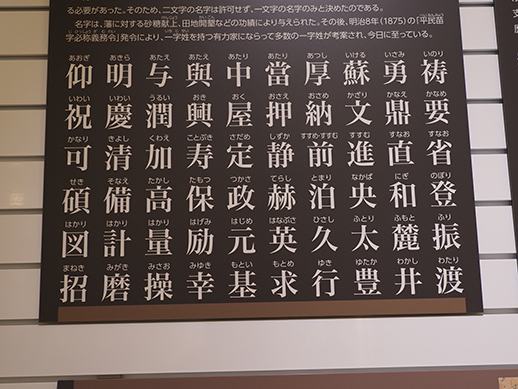 る必要があった。そのため、二文字の名字は許可せず、一文字の名字のみと決めたのである。
名字は、藩に対する砂糖献上、田地開墾などの功績により与えられた。その後、明治8年(1875)の「平民苗
字必称義務令」発令により、一字姓を持つ有力家にならって多数の一字姓が考案され、今日に至っている。
あおぎ あきら あたえ あたえ あたり あたり あつし いける いさみ いのり
仰 明 与 與 中 當 厚 蘇 勇 祷
いわい いわい うるい おき おく おさえ おさめ かざり かなえ かなめ
祝 慶 潤 興 屋 押 納 文 鼎 要
かなり きよし くわえ ことぶき さだめ しずか すすめ・すすむ すすむ すなお すなお
可 清 加 寿 定 静 前 進 直 省
せき そなえ たかし たもつ つかさ てらし とまり なかば にぎ のぼり
碩 備 高 保 政 赫 泊 央 和 登
はかり はかり はかり はげみ はじめ はなぶさ ひさし ふとり ふもと ふり
図 計 量 励 元 英 久 太 麓 振
まねき みがき みさお みゆき もとい もとめ ゆき ゆたか わかし わたり
招 磨 操 幸 基 求 行 豊 井 渡